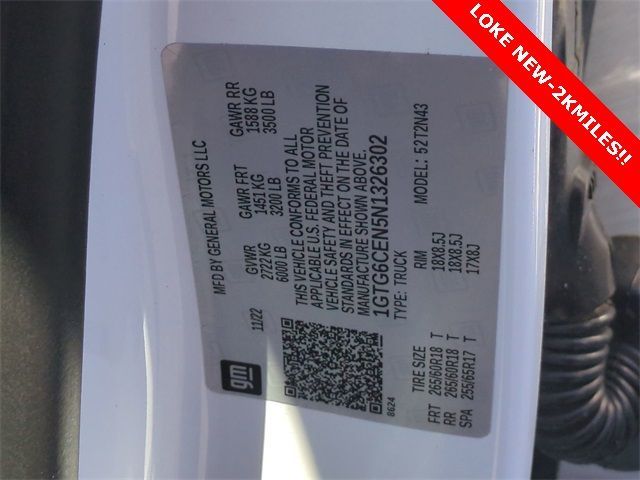 LOKE NEW-2KMILES!!
MFD BY GENERAL MOTORS LLC
11/22 GVWR GAWR FRT GAWR RR
2722 KG 1451 KG 1588 KG
6000 LB 3200 LB 3500 LB
THIS VEHICLE CONFORMS TO ALL
APPLICABLE U.S. FEDERAL MOTOR
VEHICLE SAFETY AND THEFT PREVENTION
STANDARDS IN EFFECT ON THE DATE OF
MANUFACTURE SHOWN ABOVE.
1GTG6CEN5N1326302
TYPE: TRUCK MODEL: 52T2N43
gm
8624
TIRE SIZE RIM
FRT 265/60R18 T 18X8.5J
RR 265/60R18 T 18X8.5J
SPA 255/65R17 T 17X8J